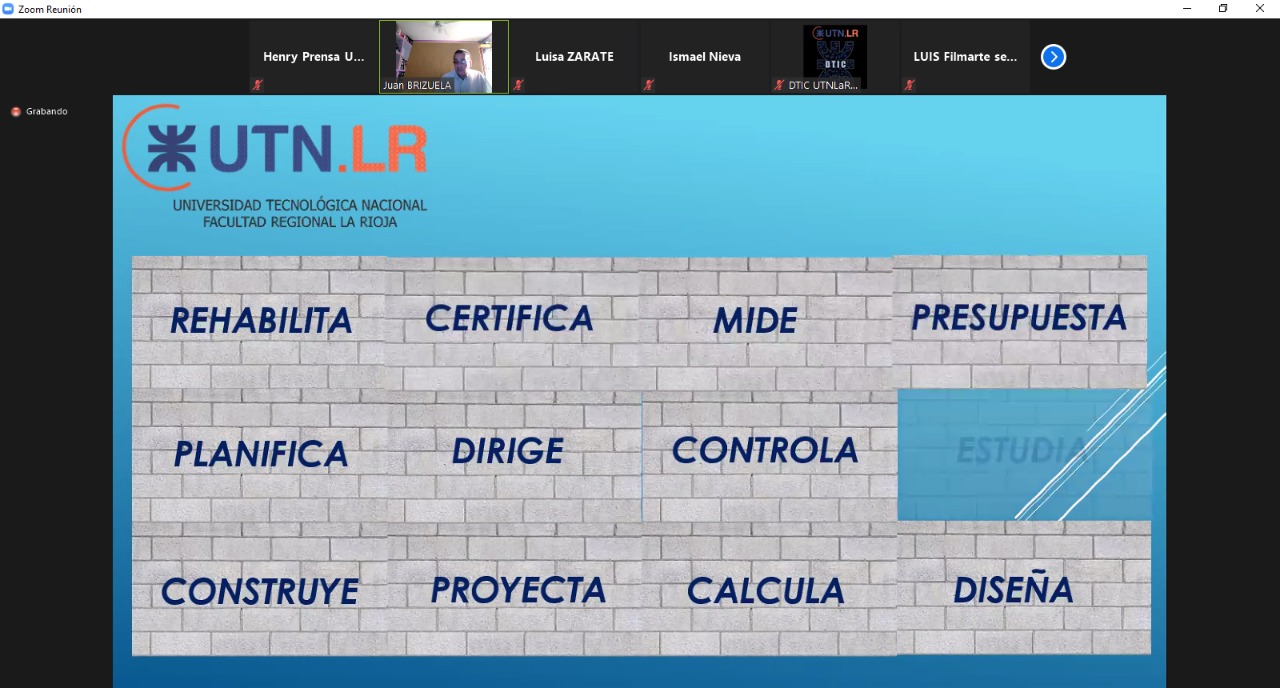 Zoom Reunión
Henry Prensa U...
Juan BRIZUELA
Luisa ZARATE
Ismael Nieva
UTN.LR
DTIC
DTIC UTNLaR...
LUIS Filmarte se...
Grabando
UTN.LR
UNIVERSIDAD TECNOLÓGICA NACIONAL
FACULTAD REGIONAL LA RIOJA
REHABILITA CERTIFICA MIDE PRESUPUESTA
PLANIFICA DIRIGE CONTROLA ESTUDIA
CONSTRUYE PROYECTA CALCULA DISEÑA